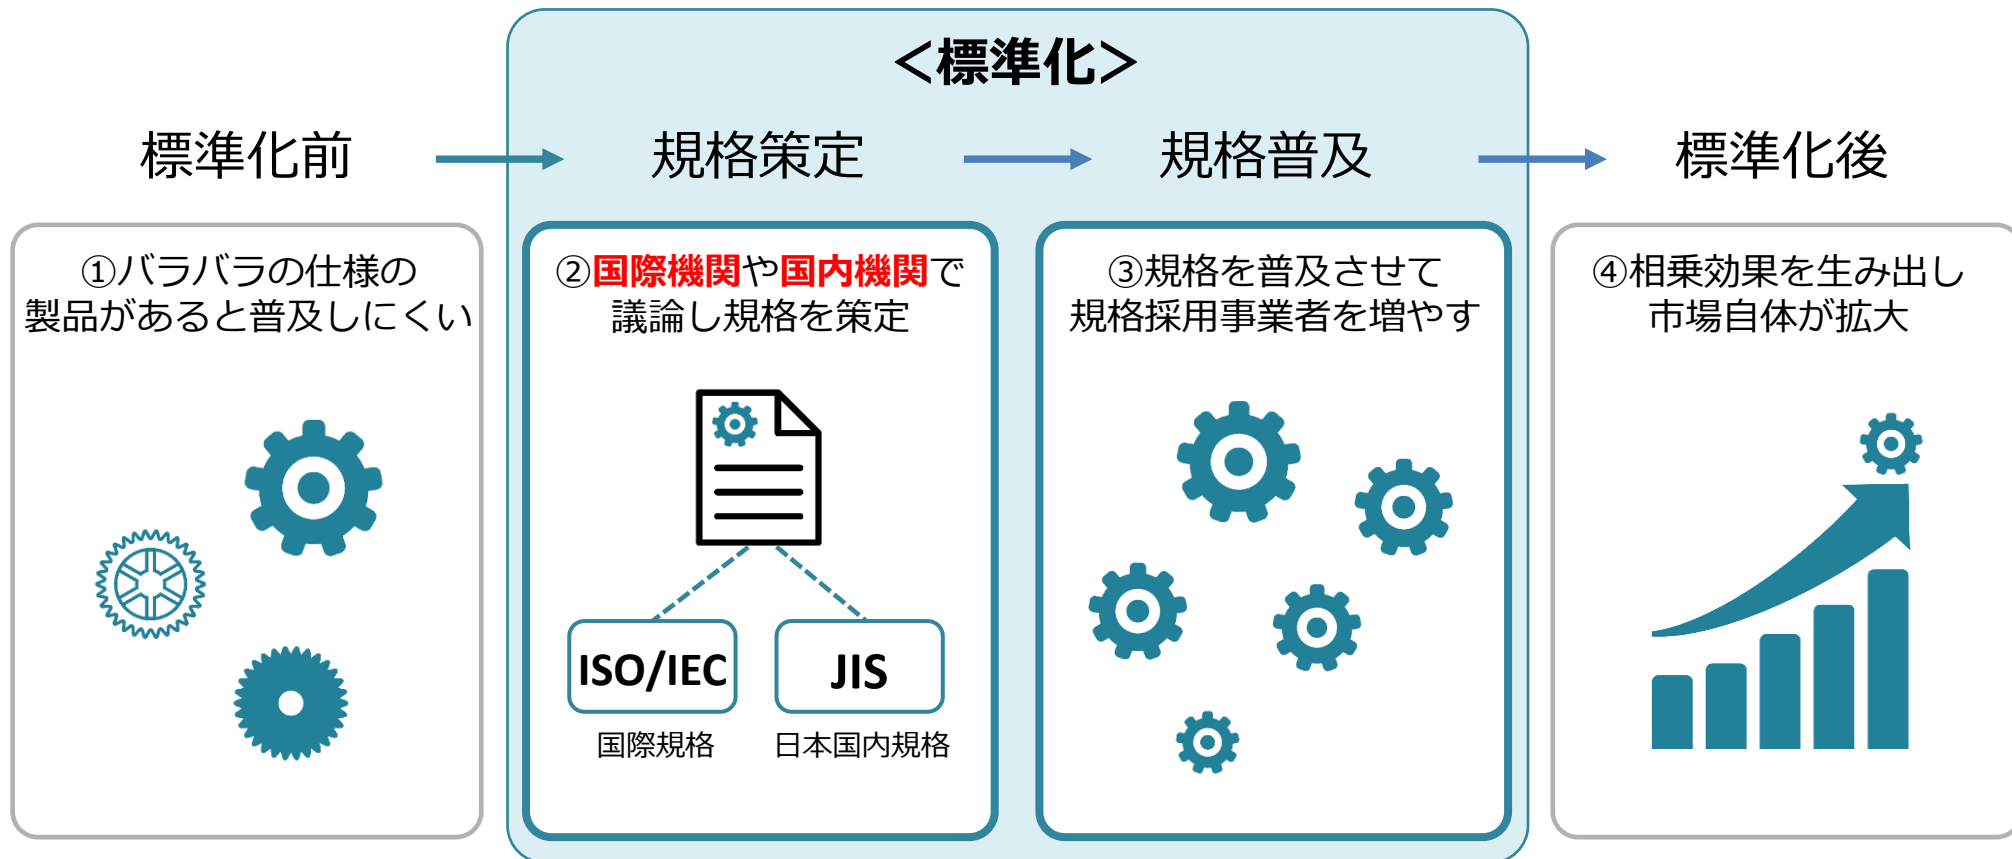 <標準化>
標準化前
規格策定
規格普及
標準化後
①バラバラの仕様の
製品があると普及しにくい
②国際機関や国内機関で
議論し規格を策定
ISO/IEC
国際規格
JIS
日本国内規格
③規格を普及させて
規格採用事業者を増やす
④相乗効果を生み出し
市場自体が拡大